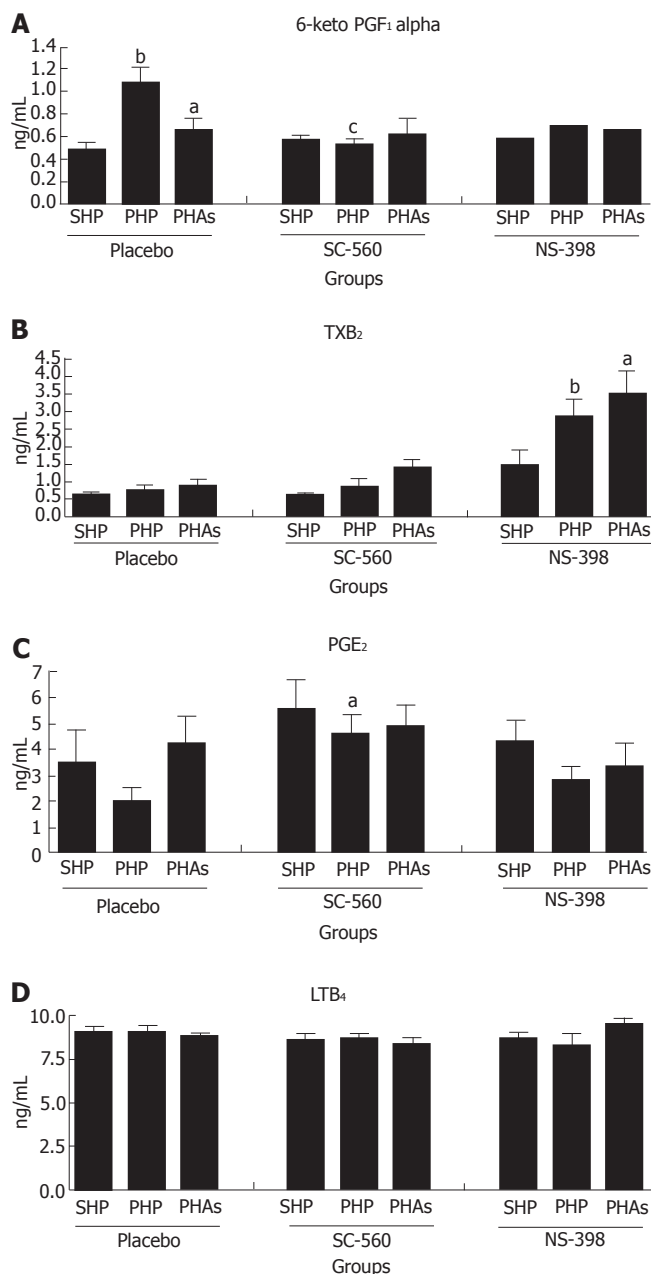 A
6-keto PGF₁ alpha
ng/mL
1.4
1.2
1.0
0.8
0.6
0.4
0.2
0.0
b
a
c
SHP PHP PHAs SHP PHP PHAs SHP PHP PHAs
Placebo SC-560 NS-398
Groups
B
TXB₂
ng/mL
4.5
4.0
3.5
3.0
2.5
2.0
1.5
1.0
0.5
0.0
b
a
SHP PHP PHAs SHP PHP PHAs SHP PHP PHAs
Placebo SC-560 NS-398
Groups
C
PGE₂
ng/mL
7
6
5
4
3
2
1
0
a
SHP PHP PHAs SHP PHP PHAs SHP PHP PHAs
Placebo SC-560 NS-398
Groups
D
LTB₄
ng/mL
10.0
7.5
5.0
2.5
0.0
SHP PHP PHAs SHP PHP PHAs SHP PHP PHAs
Placebo SC-560 NS-398
Groups